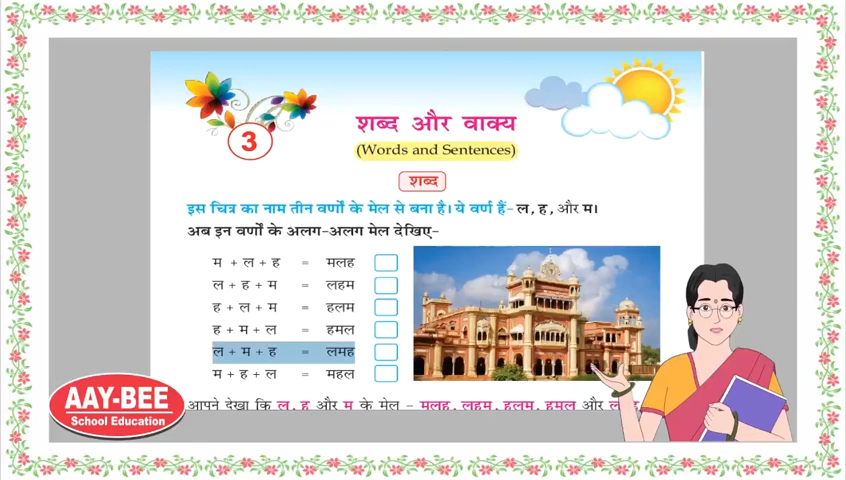 3
शब्द और वाक्य
(Words and Sentences)
शब्द
इस चित्र का नाम तीन वर्णों के मेल से बना है। ये वर्ण हैं- ल, ह, और म।
अब इन वर्णों के अलग-अलग मेल देखिए-
म + ल + ह = मलह
ल + ह + म = लहम
ह + ल + म = हलम
ह + म + ल = हमल
ल + म + ह = लमह
म + ह + ल = महल
आपने देखा कि ल, ह और म के मेल - मलह, लहम, हलम, हमल और
AAY-BEE
School Education